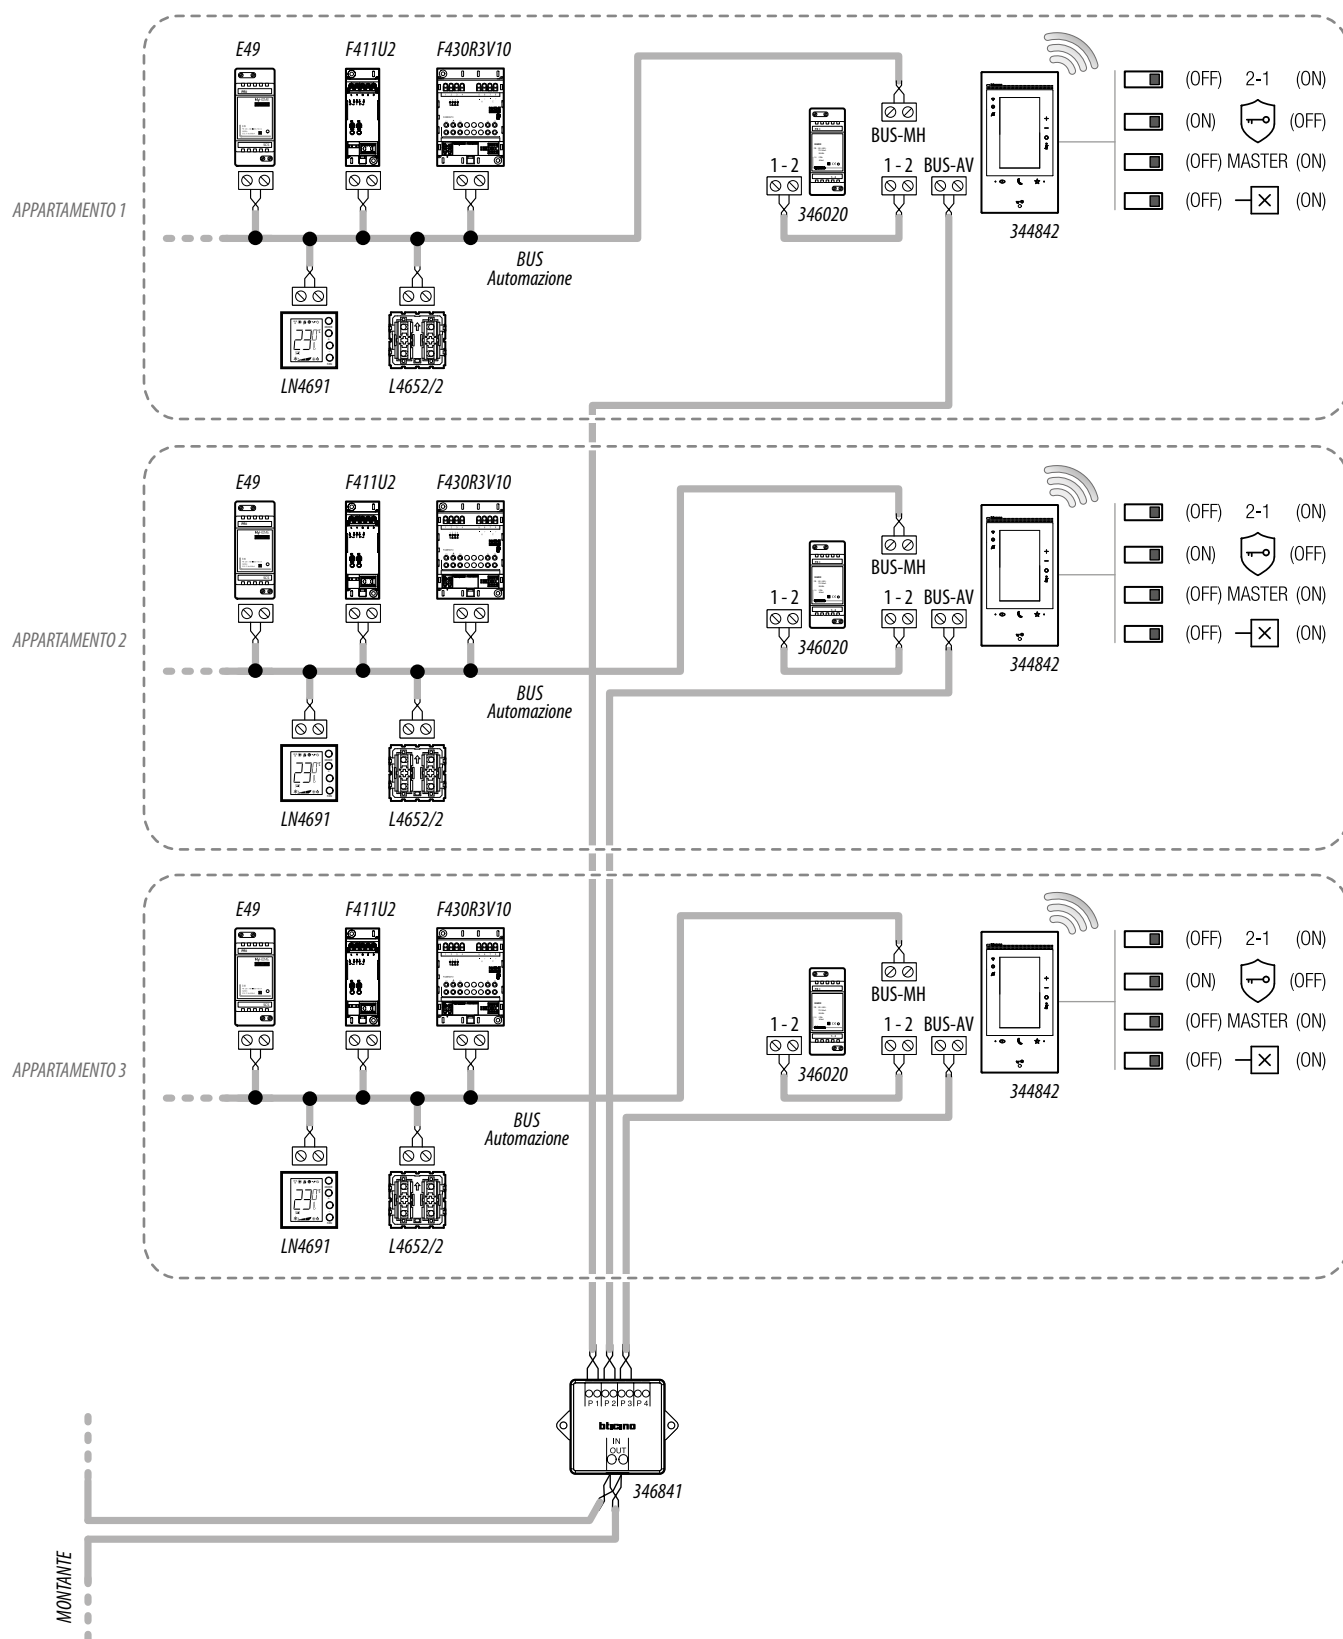 E49 F411U2 F430R3V10
(OFF) 2-1 (ON)
BUS-MH
(ON) (OFF)
1 - 2 1 - 2 BUS-AV
(OFF) MASTER (ON)
APPARTAMENTO 1
346020
(OFF) (ON)
344842
BUS
Automazione
LN4691 L4652/2
E49 F411U2 F430R3V10
(OFF) 2-1 (ON)
BUS-MH
(ON) (OFF)
1 - 2 1 - 2 BUS-AV
(OFF) MASTER (ON)
APPARTAMENTO 2
346020
(OFF) (ON)
344842
BUS
Automazione
LN4691 L4652/2
E49 F411U2 F430R3V10
(OFF) 2-1 (ON)
BUS-MH
(ON) (OFF)
1 - 2 1 - 2 BUS-AV
(OFF) MASTER (ON)
APPARTAMENTO 3
346020
(OFF) (ON)
344842
BUS
Automazione
LN4691 L4652/2
P1 P2 P3 P4
bticino
IN
OUT
346841
MONTANTE